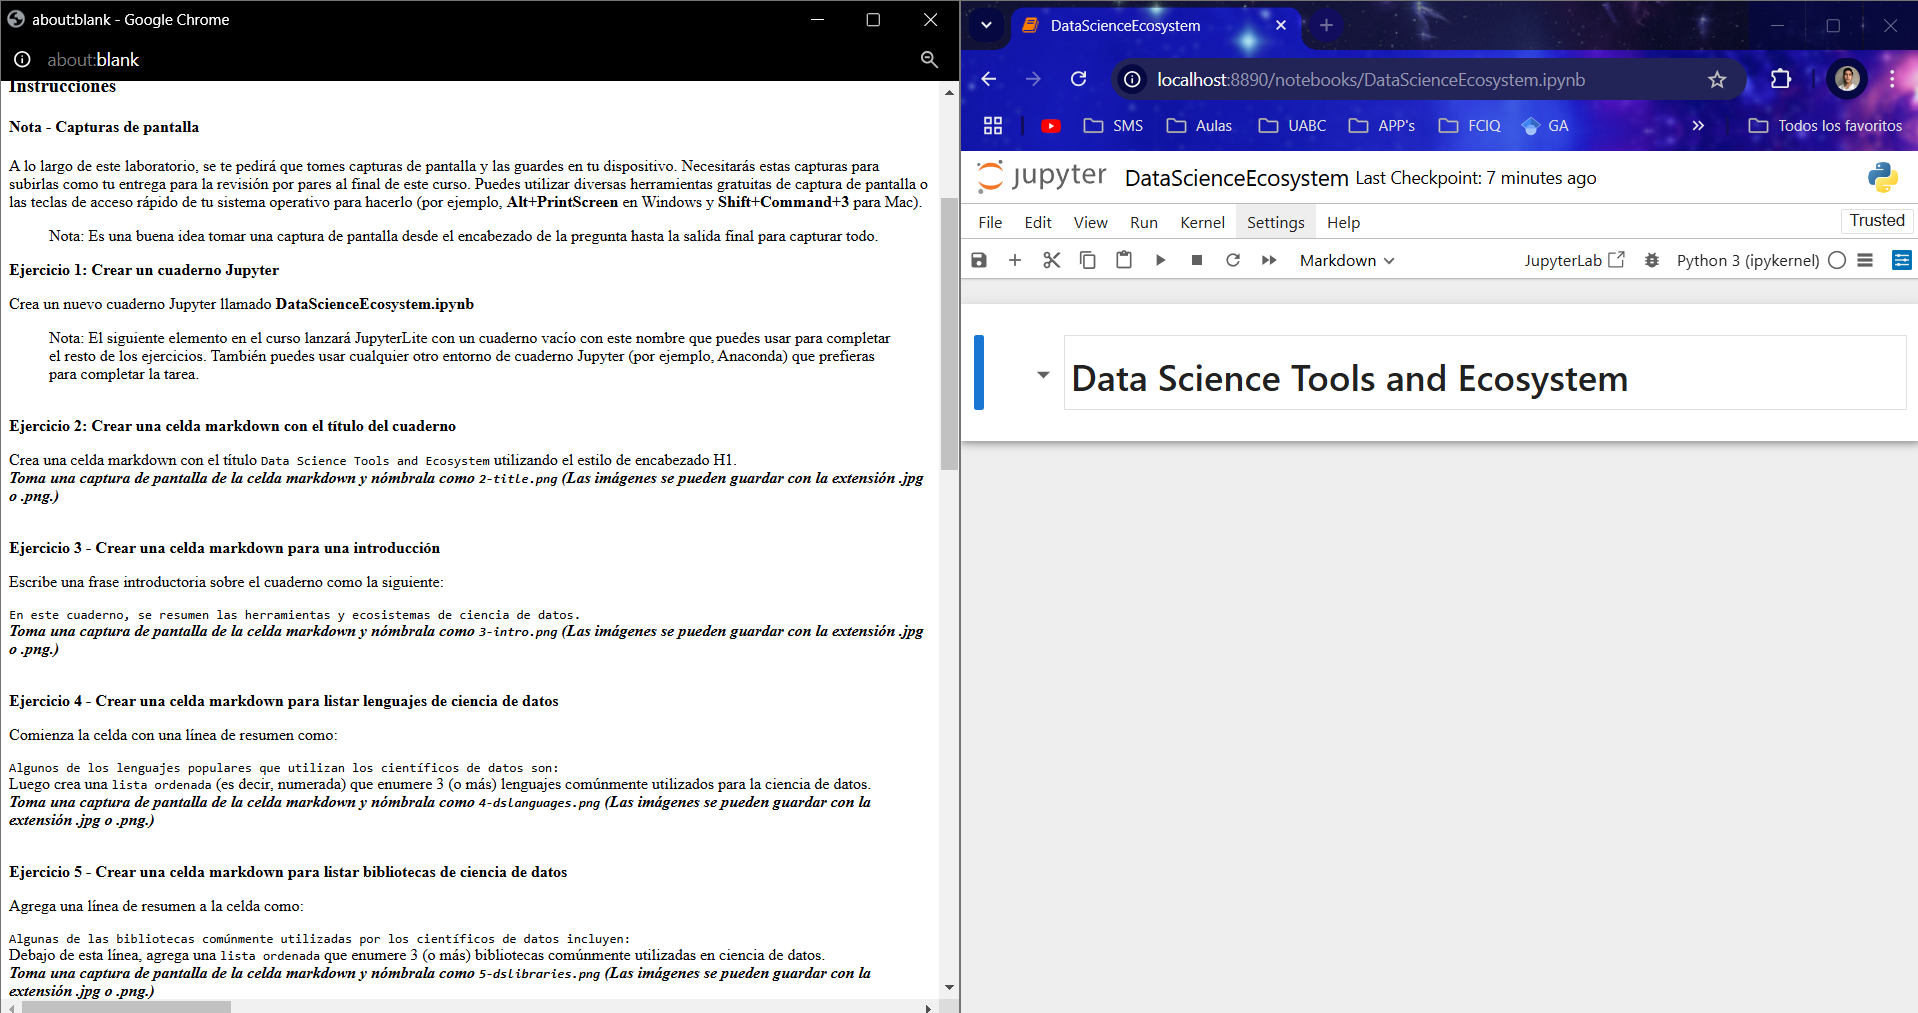 about:blank - Google Chrome
about:blank
Instrucciones
Nota - Capturas de pantalla
A lo largo de este laboratorio, se te pedirá que tomes capturas de pantalla y las guardes en tu dispositivo. Necesitarás estas capturas para
subirlas como tu entrega para la revisión por pares al final de este curso. Puedes utilizar diversas herramientas gratuitas de captura de pantalla o
las teclas de acceso rápido de tu sistema operativo para hacerlo (por ejemplo, Alt+PrintScreen en Windows y Shift+Command+3 para Mac).
Nota: Es una buena idea tomar una captura de pantalla desde el encabezado de la pregunta hasta la salida final para capturar todo.
Ejercicio 1: Crear un cuaderno Jupyter
Crea un nuevo cuaderno Jupyter llamado DataScienceEcosystem.ipynb
Nota: El siguiente elemento en el curso lanzará JupyterLite con un cuaderno vacío con este nombre que puedes usar para completar
el resto de los ejercicios. También puedes usar cualquier otro entorno de cuaderno Jupyter (por ejemplo, Anaconda) que prefieras
para completar la tarea.
Ejercicio 2: Crear una celda markdown con el título del cuaderno
Crea una celda markdown con el título Data Science Tools and Ecosystem utilizando el estilo de encabezado H1.
Toma una captura de pantalla de la celda markdown y nómbrala como 2-title.png (Las imágenes se pueden guardar con la extensión .jpg
o .png.)
Ejercicio 3 - Crear una celda markdown para una introducción
Escribe una frase introductoria sobre el cuaderno como la siguiente:
En este cuaderno, se resumen las herramientas y ecosistemas de ciencia de datos.
Toma una captura de pantalla de la celda markdown y nómbrala como 3-intro.png (Las imágenes se pueden guardar con la extensión .jpg
o .png.)
Ejercicio 4 - Crear una celda markdown para listar lenguajes de ciencia de datos
Comienza la celda con una línea de resumen como:
Algunos de los lenguajes populares que utilizan los científicos de datos son:
Luego crea una lista ordenada (es decir, numerada) que enumere 3 (o más) lenguajes comúnmente utilizados para la ciencia de datos.
Toma una captura de pantalla de la celda markdown y nómbrala como 4-dslanguages.png (Las imágenes se pueden guardar con la
extensión .jpg o .png.)
Ejercicio 5 - Crear una celda markdown para listar bibliotecas de ciencia de datos
Agrega una línea de resumen a la celda como:
Algunas de las bibliotecas comúnmente utilizadas por los científicos de datos incluyen:
Debajo de esta línea, agrega una lista ordenada que enumere 3 (o más) bibliotecas comúnmente utilizadas en ciencia de datos.
Toma una captura de pantalla de la celda markdown y nómbrala como 5-dslibraries.png (Las imágenes se pueden guardar con la
extensión .jpg o .png.)
DataScienceEcosystem
localhost:8890/notebooks/DataScienceEcosystem.ipynb
SMS Aulas UABC APP's FCIQ GA » Todos los favoritos
jupyter DataScienceEcosystem Last Checkpoint: 7 minutes ago
File Edit View Run Kernel Settings Help Trusted
Markdown JupyterLab Python 3 (ipykernel)
Data Science Tools and Ecosystem